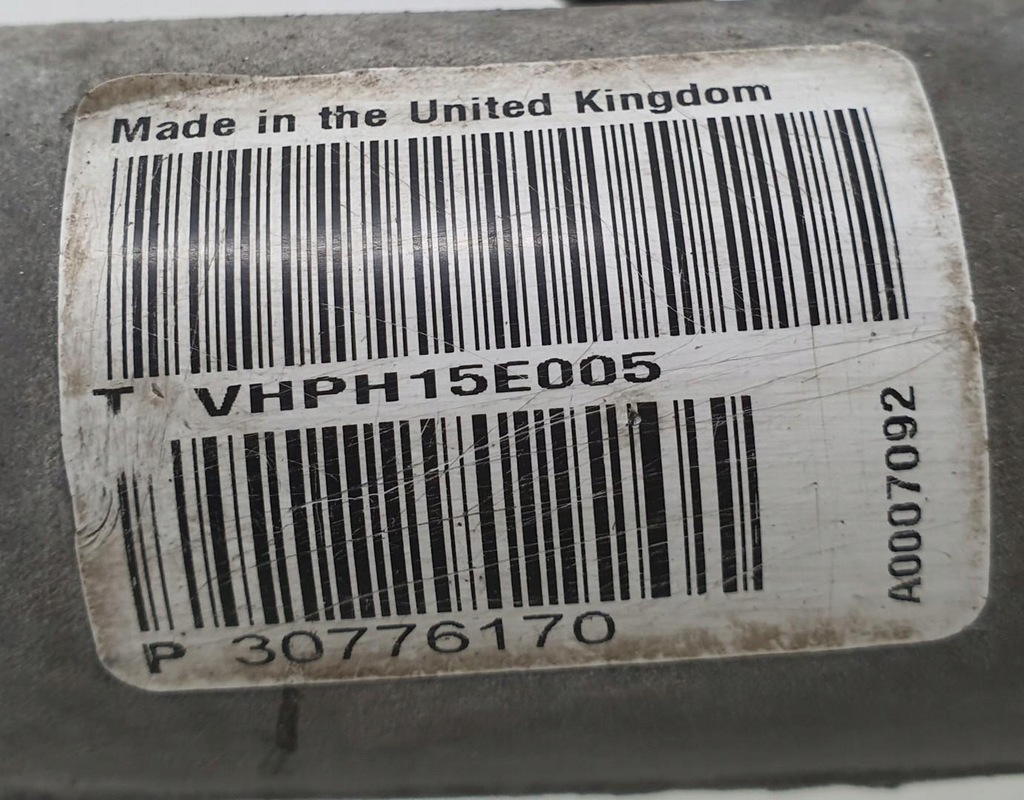 Made in the United Kingdom
T VHPH15E005
P 30776170
A0007092